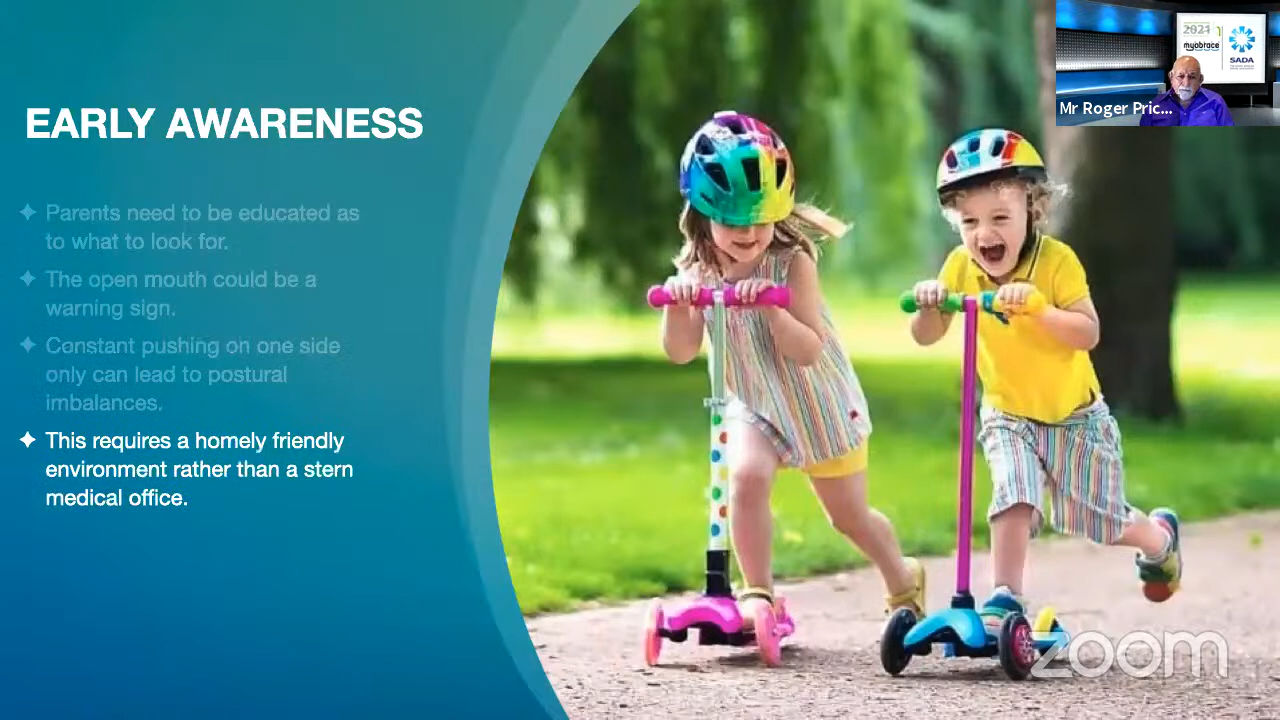 EARLY AWARENESS
✦ Parents need to be educated as
to what to look for.
✦ The open mouth could be a
warning sign.
✦ Constant pushing on one side
only can lead to postural
imbalances.
✦ This requires a homely friendly
environment rather than a stern
medical office.
2021
myobrace
SADA
Mr Roger Pric...
zoom